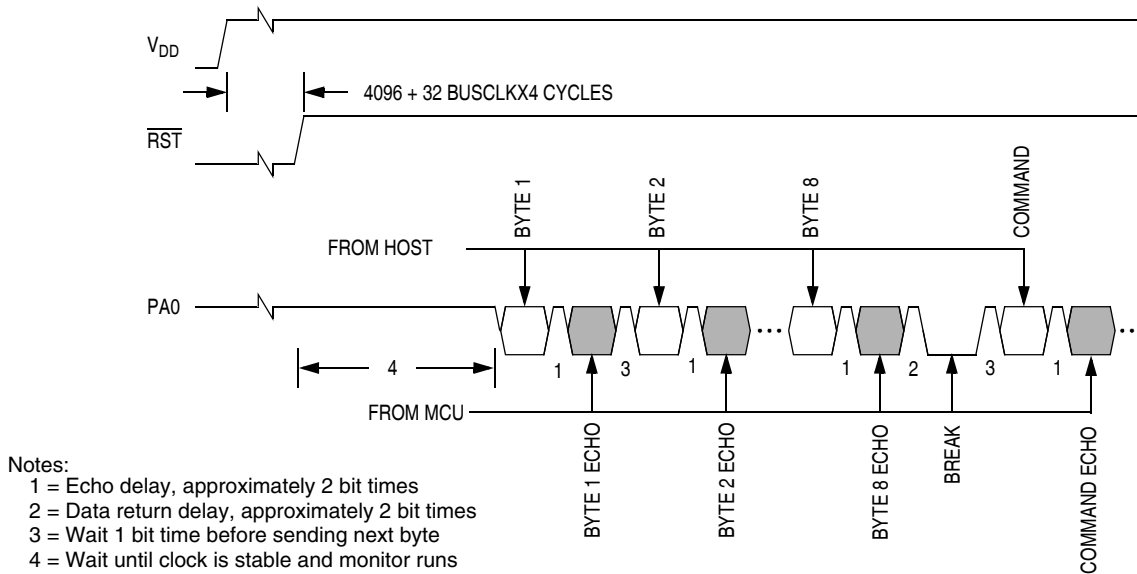 VDD
4096 + 32 BUSCLKX4 CYCLES
RST
BYTE 1
BYTE 2
BYTE 8
COMMAND
FROM HOST
PA0
4
1
3
1
1
2
3
1
FROM MCU
BYTE 1 ECHO
BYTE 2 ECHO
BYTE 8 ECHO
BREAK
COMMAND ECHO
Notes:
1 = Echo delay, approximately 2 bit times
2 = Data return delay, approximately 2 bit times
3 = Wait 1 bit time before sending next byte
4 = Wait until clock is stable and monitor runs